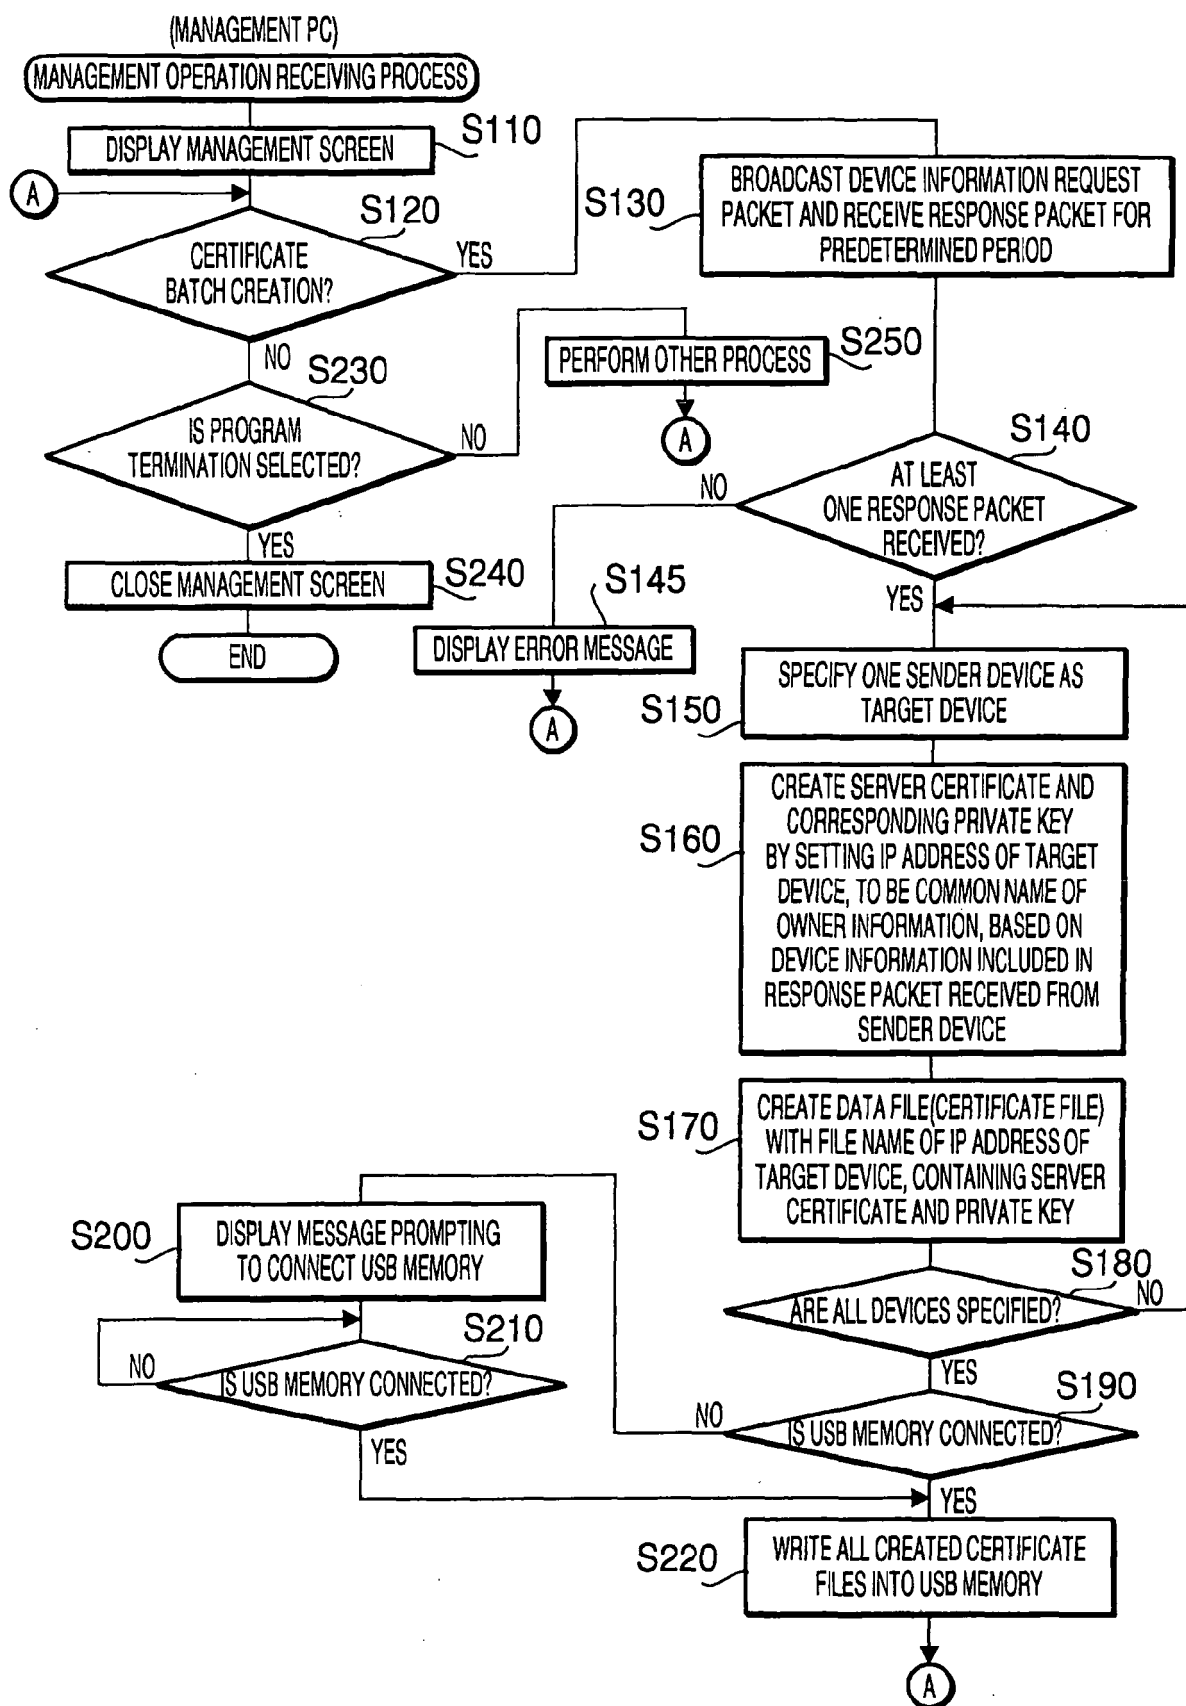 (MANAGEMENT PC)
MANAGEMENT OPERATION RECEIVING PROCESS
S110
DISPLAY MANAGEMENT SCREEN
A
S120
CERTIFICATE
BATCH CREATION?
YES
NO
S130
BROADCAST DEVICE INFORMATION REQUEST
PACKET AND RECEIVE RESPONSE PACKET FOR
PREDETERMINED PERIOD
S230
IS PROGRAM
TERMINATION SELECTED?
NO
YES
S250
PERFORM OTHER PROCESS
A
S240
CLOSE MANAGEMENT SCREEN
END
S140
AT LEAST
ONE RESPONSE PACKET
RECEIVED?
NO
YES
S145
DISPLAY ERROR MESSAGE
A
S150
SPECIFY ONE SENDER DEVICE AS
TARGET DEVICE
S160
CREATE SERVER CERTIFICATE AND
CORRESPONDING PRIVATE KEY
BY SETTING IP ADDRESS OF TARGET
DEVICE, TO BE COMMON NAME OF
OWNER INFORMATION, BASED ON
DEVICE INFORMATION INCLUDED IN
RESPONSE PACKET RECEIVED FROM
SENDER DEVICE
S170
CREATE DATA FILE(CERTIFICATE FILE)
WITH FILE NAME OF IP ADDRESS OF
TARGET DEVICE, CONTAINING SERVER
CERTIFICATE AND PRIVATE KEY
S180
ARE ALL DEVICES SPECIFIED?
NO
YES
S190
IS USB MEMORY CONNECTED?
NO
YES
S200
DISPLAY MESSAGE PROMPTING
TO CONNECT USB MEMORY
S210
IS USB MEMORY CONNECTED?
NO
YES
S220
WRITE ALL CREATED CERTIFICATE
FILES INTO USB MEMORY
A